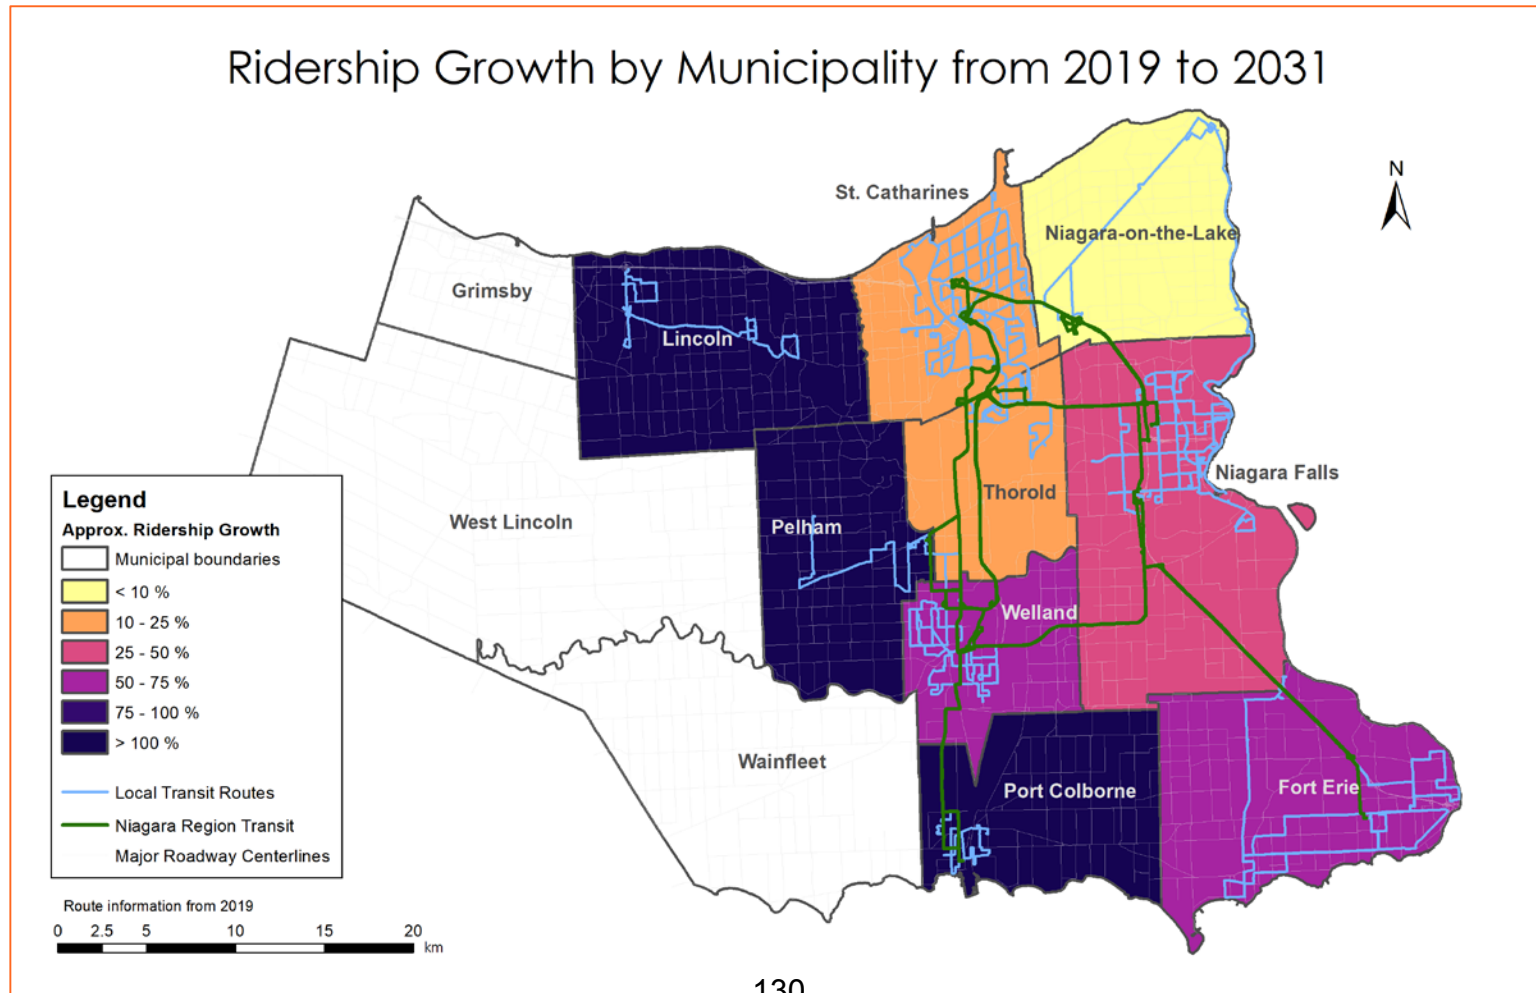 Ridership Growth by Municipality from 2019 to 2031
N
St. Catharines
Niagara-on-the-Lake
Grimsby
Lincoln
Niagara Falls
Thorold
West Lincoln
Pelham
Welland
Wainfleet
Port Colborne
Fort Erie
Legend
Approx. Ridership Growth
Municipal boundaries
< 10 %
10 - 25 %
25 - 50 %
50 - 75 %
75 - 100 %
> 100 %
Local Transit Routes
Niagara Region Transit
Major Roadway Centerlines
Route information from 2019
0 2.5 5 10 15 20
km
130